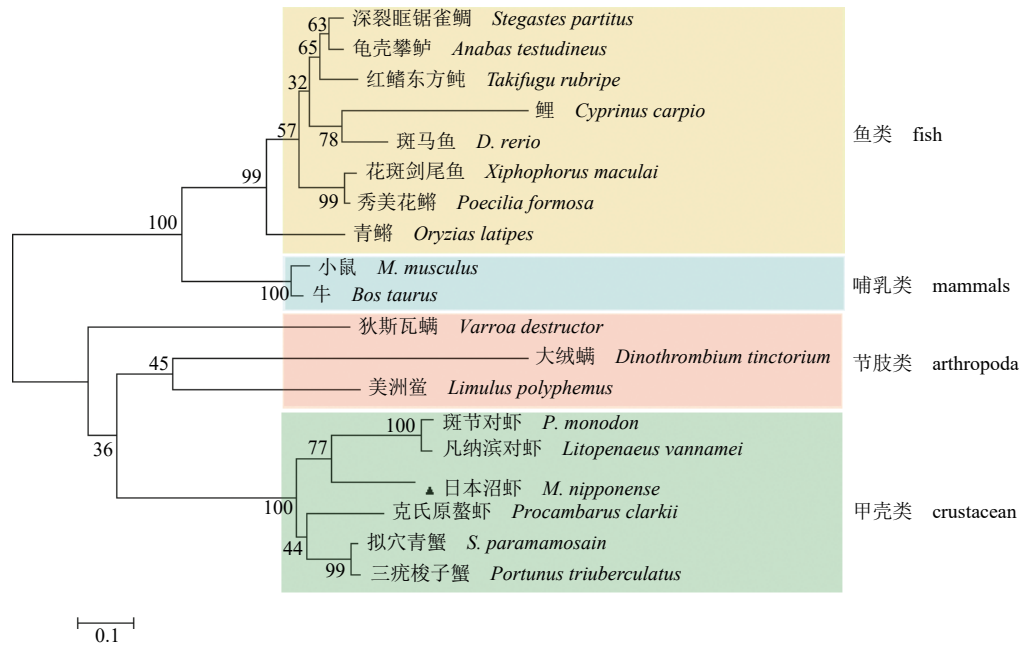 63
深裂眶锯雀鲷 Stegastes partitus
65
龟壳攀鲈 Anabas testudineus
32
红鳍东方鲀 Takifugu rubripe
鲤 Cyprinus carpio
57
78
斑马鱼 D. rerio
鱼类 fish
99
花斑剑尾鱼 Xiphophorus maculai
99
秀美花鳉 Poecilia formosa
100
青鳉 Oryzias latipes
小鼠 M. musculus
100
牛 Bos taurus
哺乳类 mammals
狄斯瓦螨 Varroa destructor
45
大绒螨 Dinothrombium tinctorium
节肢类 arthropoda
美洲鲎 Limulus polyphemus
36
100
斑节对虾 P. monodon
77
凡纳滨对虾 Litopenaeus vannamei
日本沼虾 M. nipponense
100
克氏原螯虾 Procambarus clarkii
甲壳类 crustacean
44
拟穴青蟹 S. paramamosain
99
三疣梭子蟹 Portunus triuberculatus
0.1